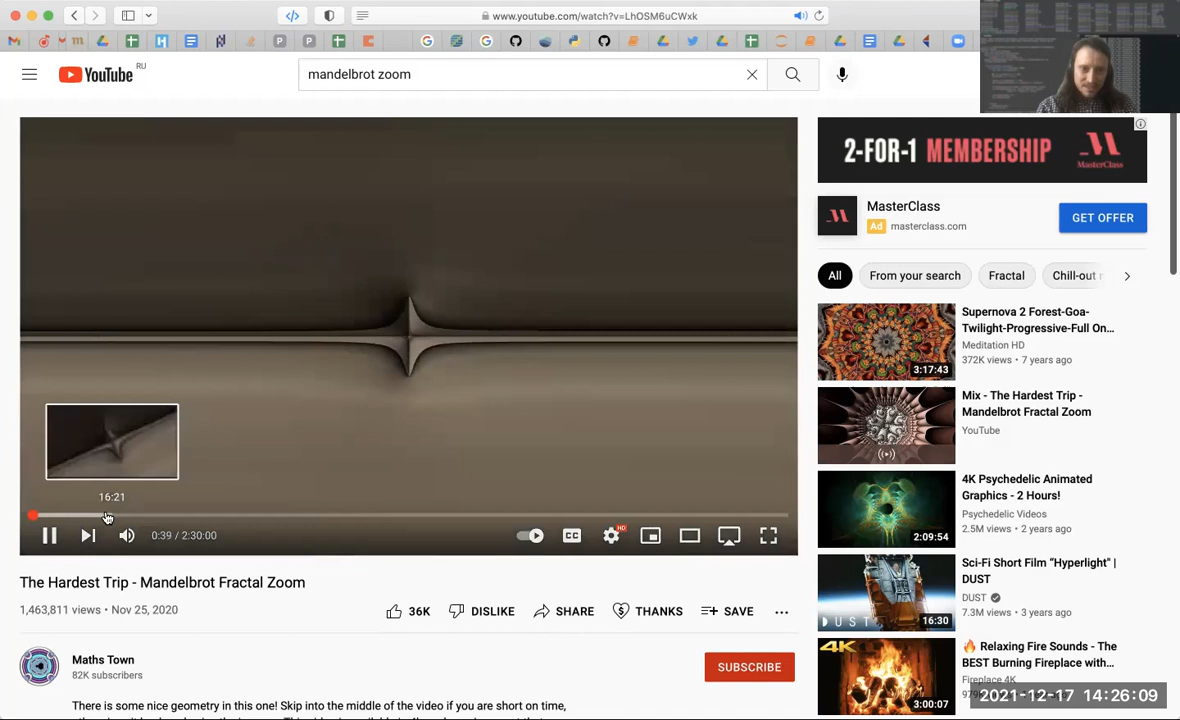 www.youtube.com/watch?v=LhOSM6uCWxk
YouTube RU
mandelbrot zoom
2-FOR-1 MEMBERSHIP
MasterClass
MasterClass
Ad masterclass.com
GET OFFER
All
From your search
Fractal
Chill-out
Supernova 2 Forest-Goa-
Twilight-Progressive-Full On...
Meditation HD
372K views • 7 years ago
3:17:43
Mix - The Hardest Trip -
Mandelbrot Fractal Zoom
YouTube
4K Psychedelic Animated
Graphics - 2 Hours!
Psychedelic Videos
2.5M views • 2 years ago
2:09:54
Sci-Fi Short Film “Hyperlight" |
DUST
DUST
7.3M views • 3 years ago
DUST
16:30
🔥 Relaxing Fire Sounds - The
BEST Burning Fireplace with...
Fireplace 4K
4K
3:00:07
16:21
0:39 / 2:30:00
CC
HD
The Hardest Trip - Mandelbrot Fractal Zoom
1,463,811 views • Nov 25, 2020
36K
DISLIKE
SHARE
THANKS
SAVE
Maths Town
82K subscribers
SUBSCRIBE
There is some nice geometry in this one! Skip into the middle of the video if you are short on time,
2021-12-17 14:26:09